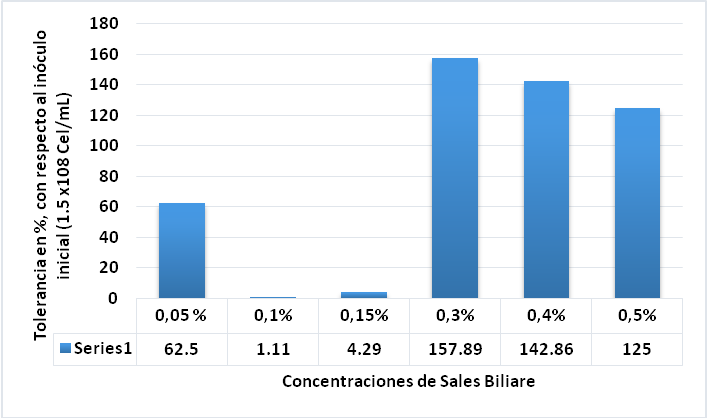 Tolerancia en %, con respecto al inóculo
inicial (1.5 x108 Cel/mL)
180
160
140
120
100
80
60
40
20
0
0,05 % 0,1% 0,15% 0,3% 0,4% 0,5%
Series1 62.5 1.11 4.29 157.89 142.86 125
Concentraciones de Sales Biliare